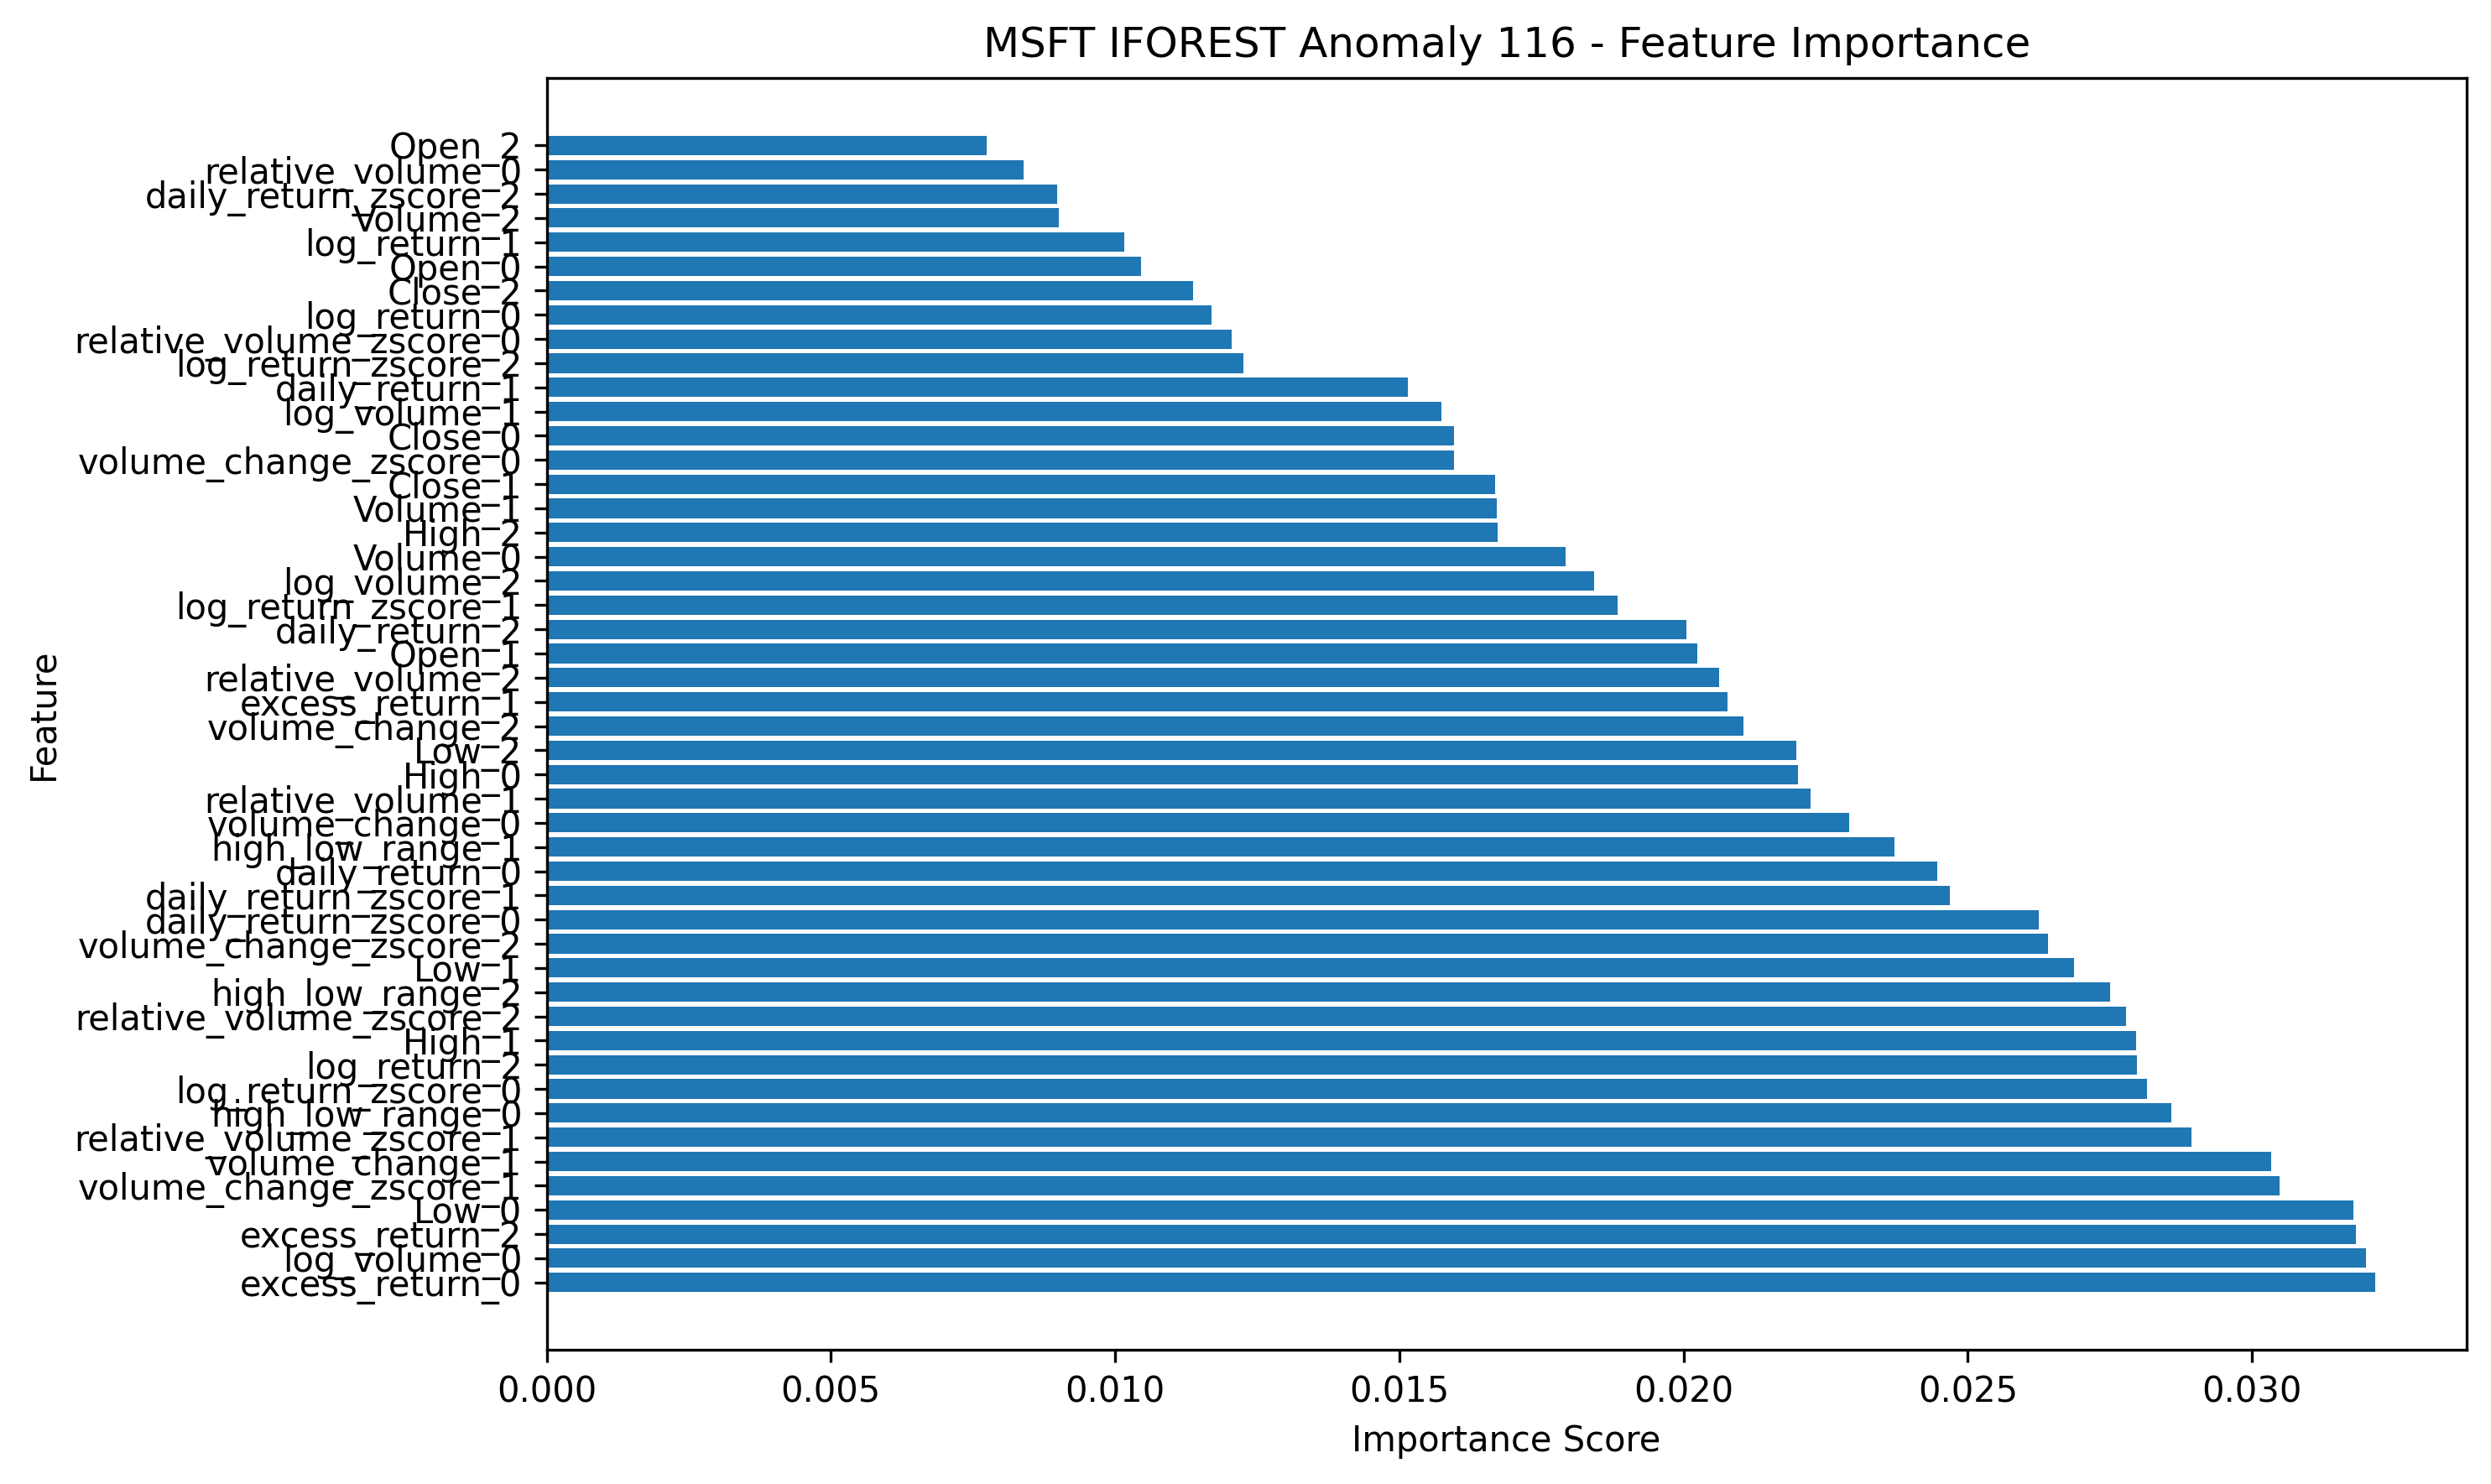 MSFT IFOREST Anomaly 116 - Feature Importance
Open_2
relative_volume_0
daily_return_zscore_2
Volume_2
log_return_1
Open_0
Close_2
log_return_0
relative_volume_zscore_0
log_return_zscore_2
daily_return_1
log_volume_1
Close_0
volume_change_zscore_0
Close_1
Volume_1
High_2
Volume_0
log_volume_2
log_return_zscore_1
daily_return_2
Open_1
relative_volume_2
excess_return_1
volume_change_2
Low_2
High_0
relative_volume_1
volume_change_0
high_low_range_1
daily_return_0
daily_return_zscore_1
daily_return_zscore_0
volume_change_zscore_2
Low_1
high_low_range_2
relative_volume_zscore_2
High_1
log_return_2
log_return_zscore_0
high_low_range_0
relative_volume_zscore_1
volume_change_1
volume_change_zscore_1
Low_0
excess_return_2
log_volume_0
excess_return_0
Feature
0.000 0.005 0.010 0.015 0.020 0.025 0.030
Importance Score